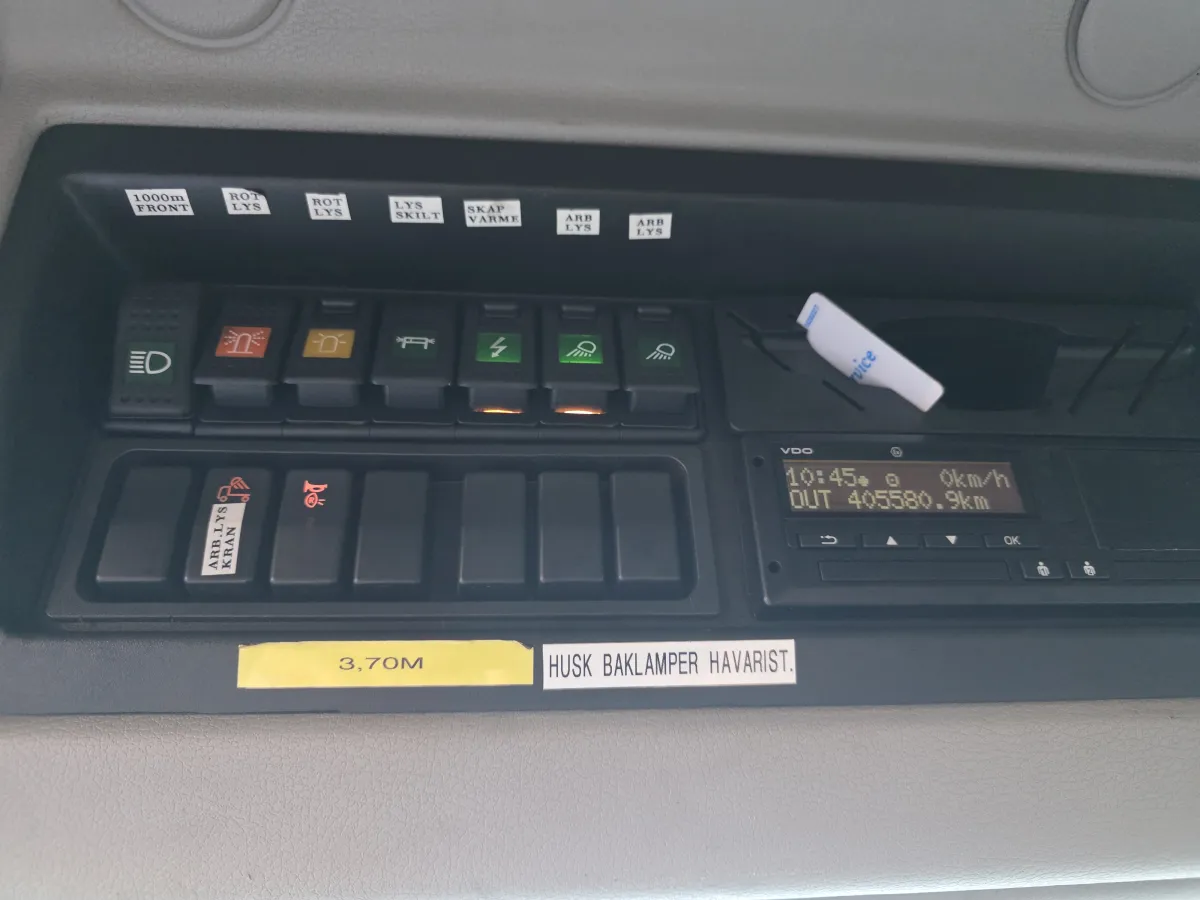 1000m
FRONT
ROT
LYS
ROT
LYS
LYS
SKILT
SKAP
VARME
ARB
LYS
ARB
LYS
VDO
10:45 0km/h
OUT 405580.9km
OK
ARB.LYS
KRAN
3,70M
HUSK BAKLAMPER HAVARIST.